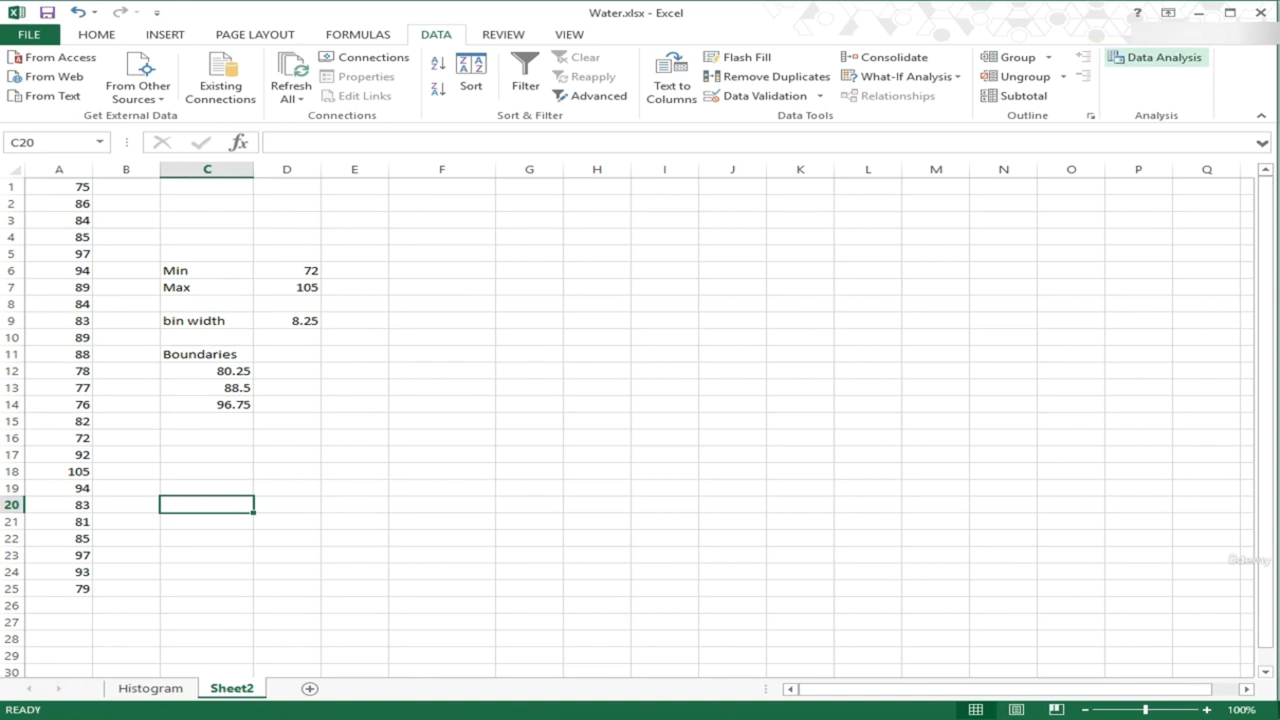 Water.xlsx - Excel
?
FILE HOME INSERT PAGE LAYOUT FORMULAS DATA REVIEW VIEW
From Access
From Web
From Text
From Other Sources
Get External Data
Existing Connections
Refresh All
Connections
Properties
Edit Links
Connections
Sort
Filter
Clear
Reapply
Advanced
Sort & Filter
Text to Columns
Flash Fill
Remove Duplicates
Data Validation
Consolidate
What-If Analysis
Relationships
Data Tools
Group
Ungroup
Subtotal
Outline
Data Analysis
Analysis
C20 fx
A B C D E F G H I J K L M N O P Q
1 75
2 86
3 84
4 85
5 97
6 94 Min 72
7 89 Max 105
8 84
9 83 bin width 8.25
10 89
11 88 Boundaries
12 78 80.25
13 77 88.5
14 76 96.75
15 82
16 72
17 92
18 105
19 94
20 83
21 81
22 85
23 97
24 93
25 79
26
27
28
29
30
Histogram Sheet2
READY 100%